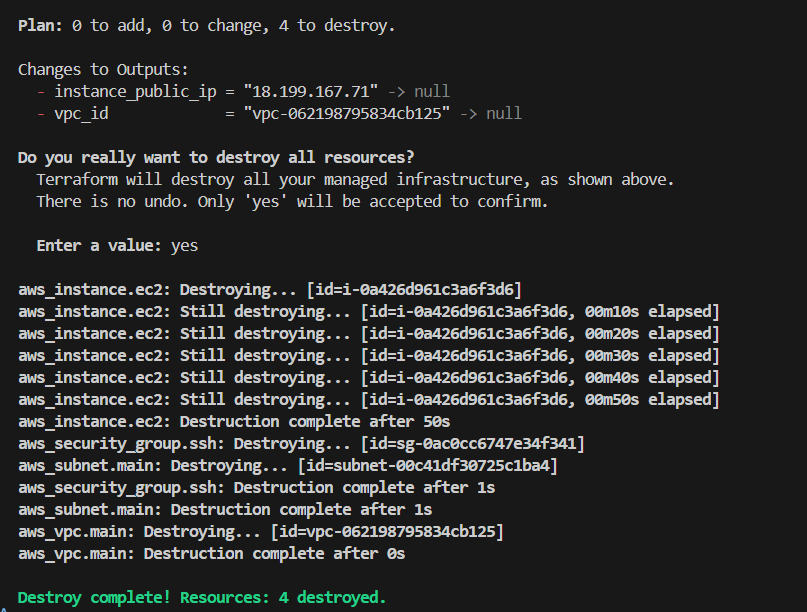 Plan: 0 to add, 0 to change, 4 to destroy.
Changes to Outputs:
- instance_public_ip = "18.199.167.71" -> null
- vpc_id             = "vpc-062198795834cb125" -> null
Do you really want to destroy all resources?
Terraform will destroy all your managed infrastructure, as shown above.
There is no undo. Only 'yes' will be accepted to confirm.
Enter a value: yes
aws_instance.ec2: Destroying... [id=i-0a426d961c3a6f3d6]
aws_instance.ec2: Still destroying... [id=i-0a426d961c3a6f3d6, 00m10s elapsed]
aws_instance.ec2: Still destroying... [id=i-0a426d961c3a6f3d6, 00m20s elapsed]
aws_instance.ec2: Still destroying... [id=i-0a426d961c3a6f3d6, 00m30s elapsed]
aws_instance.ec2: Still destroying... [id=i-0a426d961c3a6f3d6, 00m40s elapsed]
aws_instance.ec2: Still destroying... [id=i-0a426d961c3a6f3d6, 00m50s elapsed]
aws_instance.ec2: Destruction complete after 50s
aws_security_group.ssh: Destroying... [id=sg-0ac0cc6747e34f341]
aws_subnet.main: Destroying... [id=subnet-00c41df30725c1ba4]
aws_security_group.ssh: Destruction complete after 1s
aws_subnet.main: Destruction complete after 1s
aws_vpc.main: Destroying... [id=vpc-062198795834cb125]
aws_vpc.main: Destruction complete after 0s
Destroy complete! Resources: 4 destroyed.